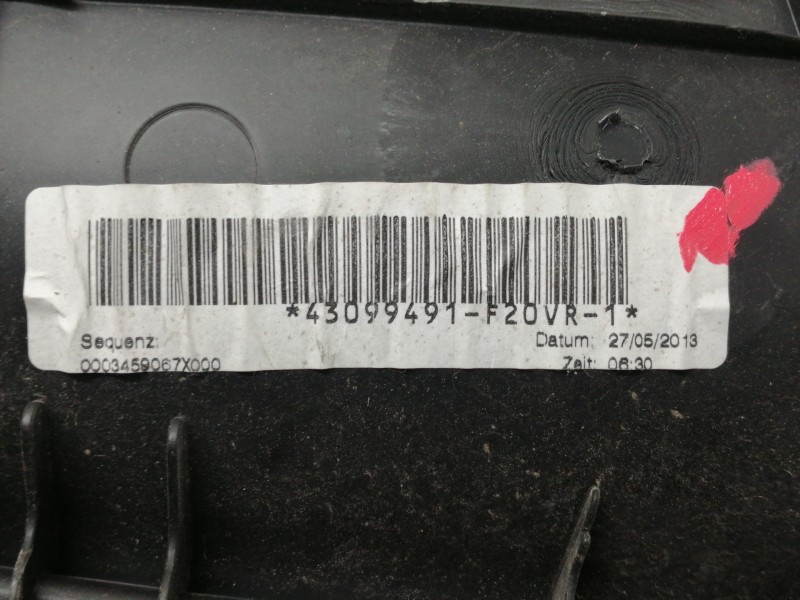 *43099491-F20VR-1*
Sequenz: Datum: 27/05/2013
0003459067X000 Zeit: 06:30